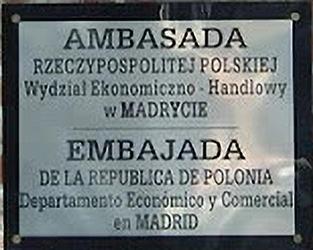 AMBASADA
RZECZYPOSPOLITEJ POLSKIEJ
Wydział Ekonomiczno - Handlowy
w MADRYCIE
EMBAJADA
DE LA REPUBLICA DE POLONIA
Departamento Económico y Comercial
en MADRID